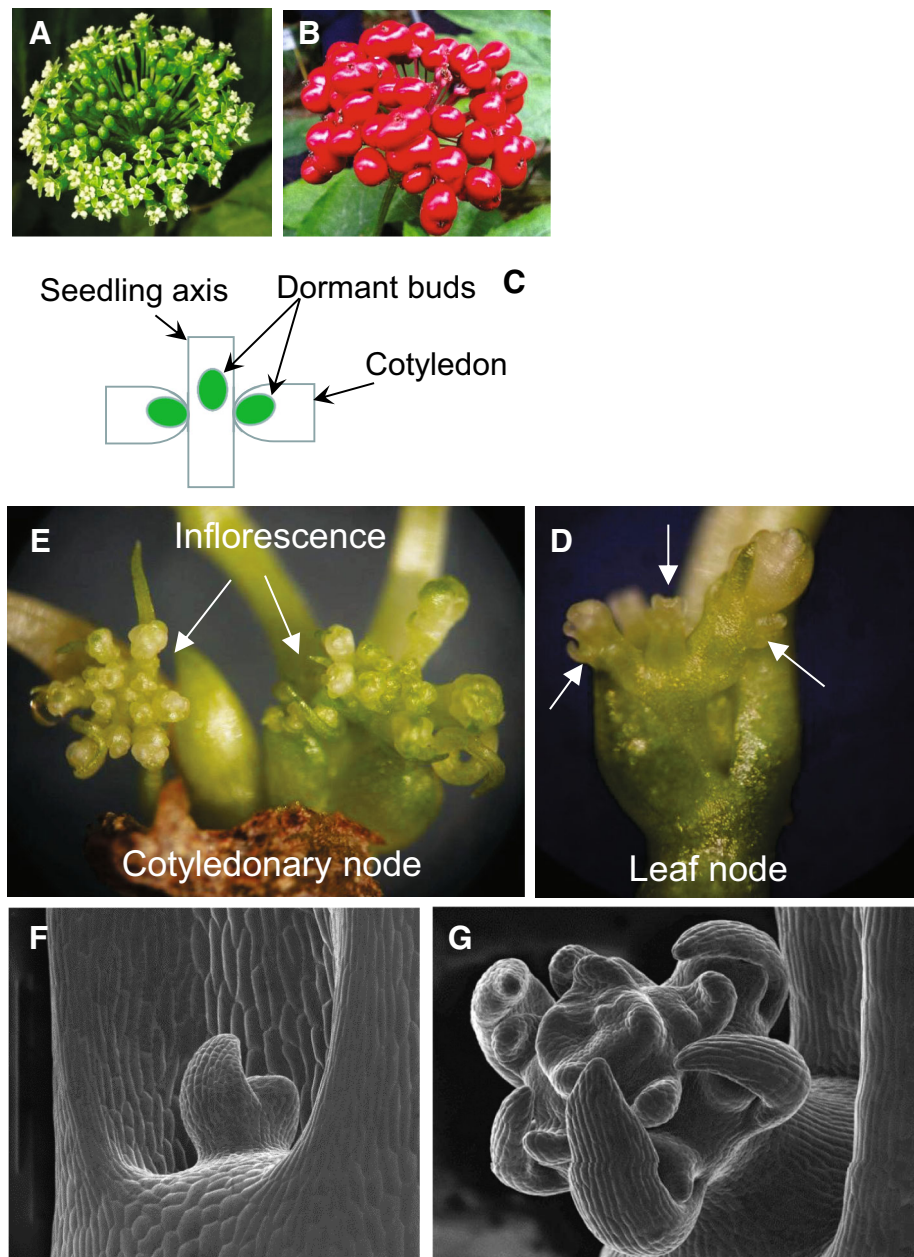 A
B
C
Seedling axis
Dormant buds
Cotyledon
E
Inflorescence
Cotyledonary node
D
Leaf node
F
G